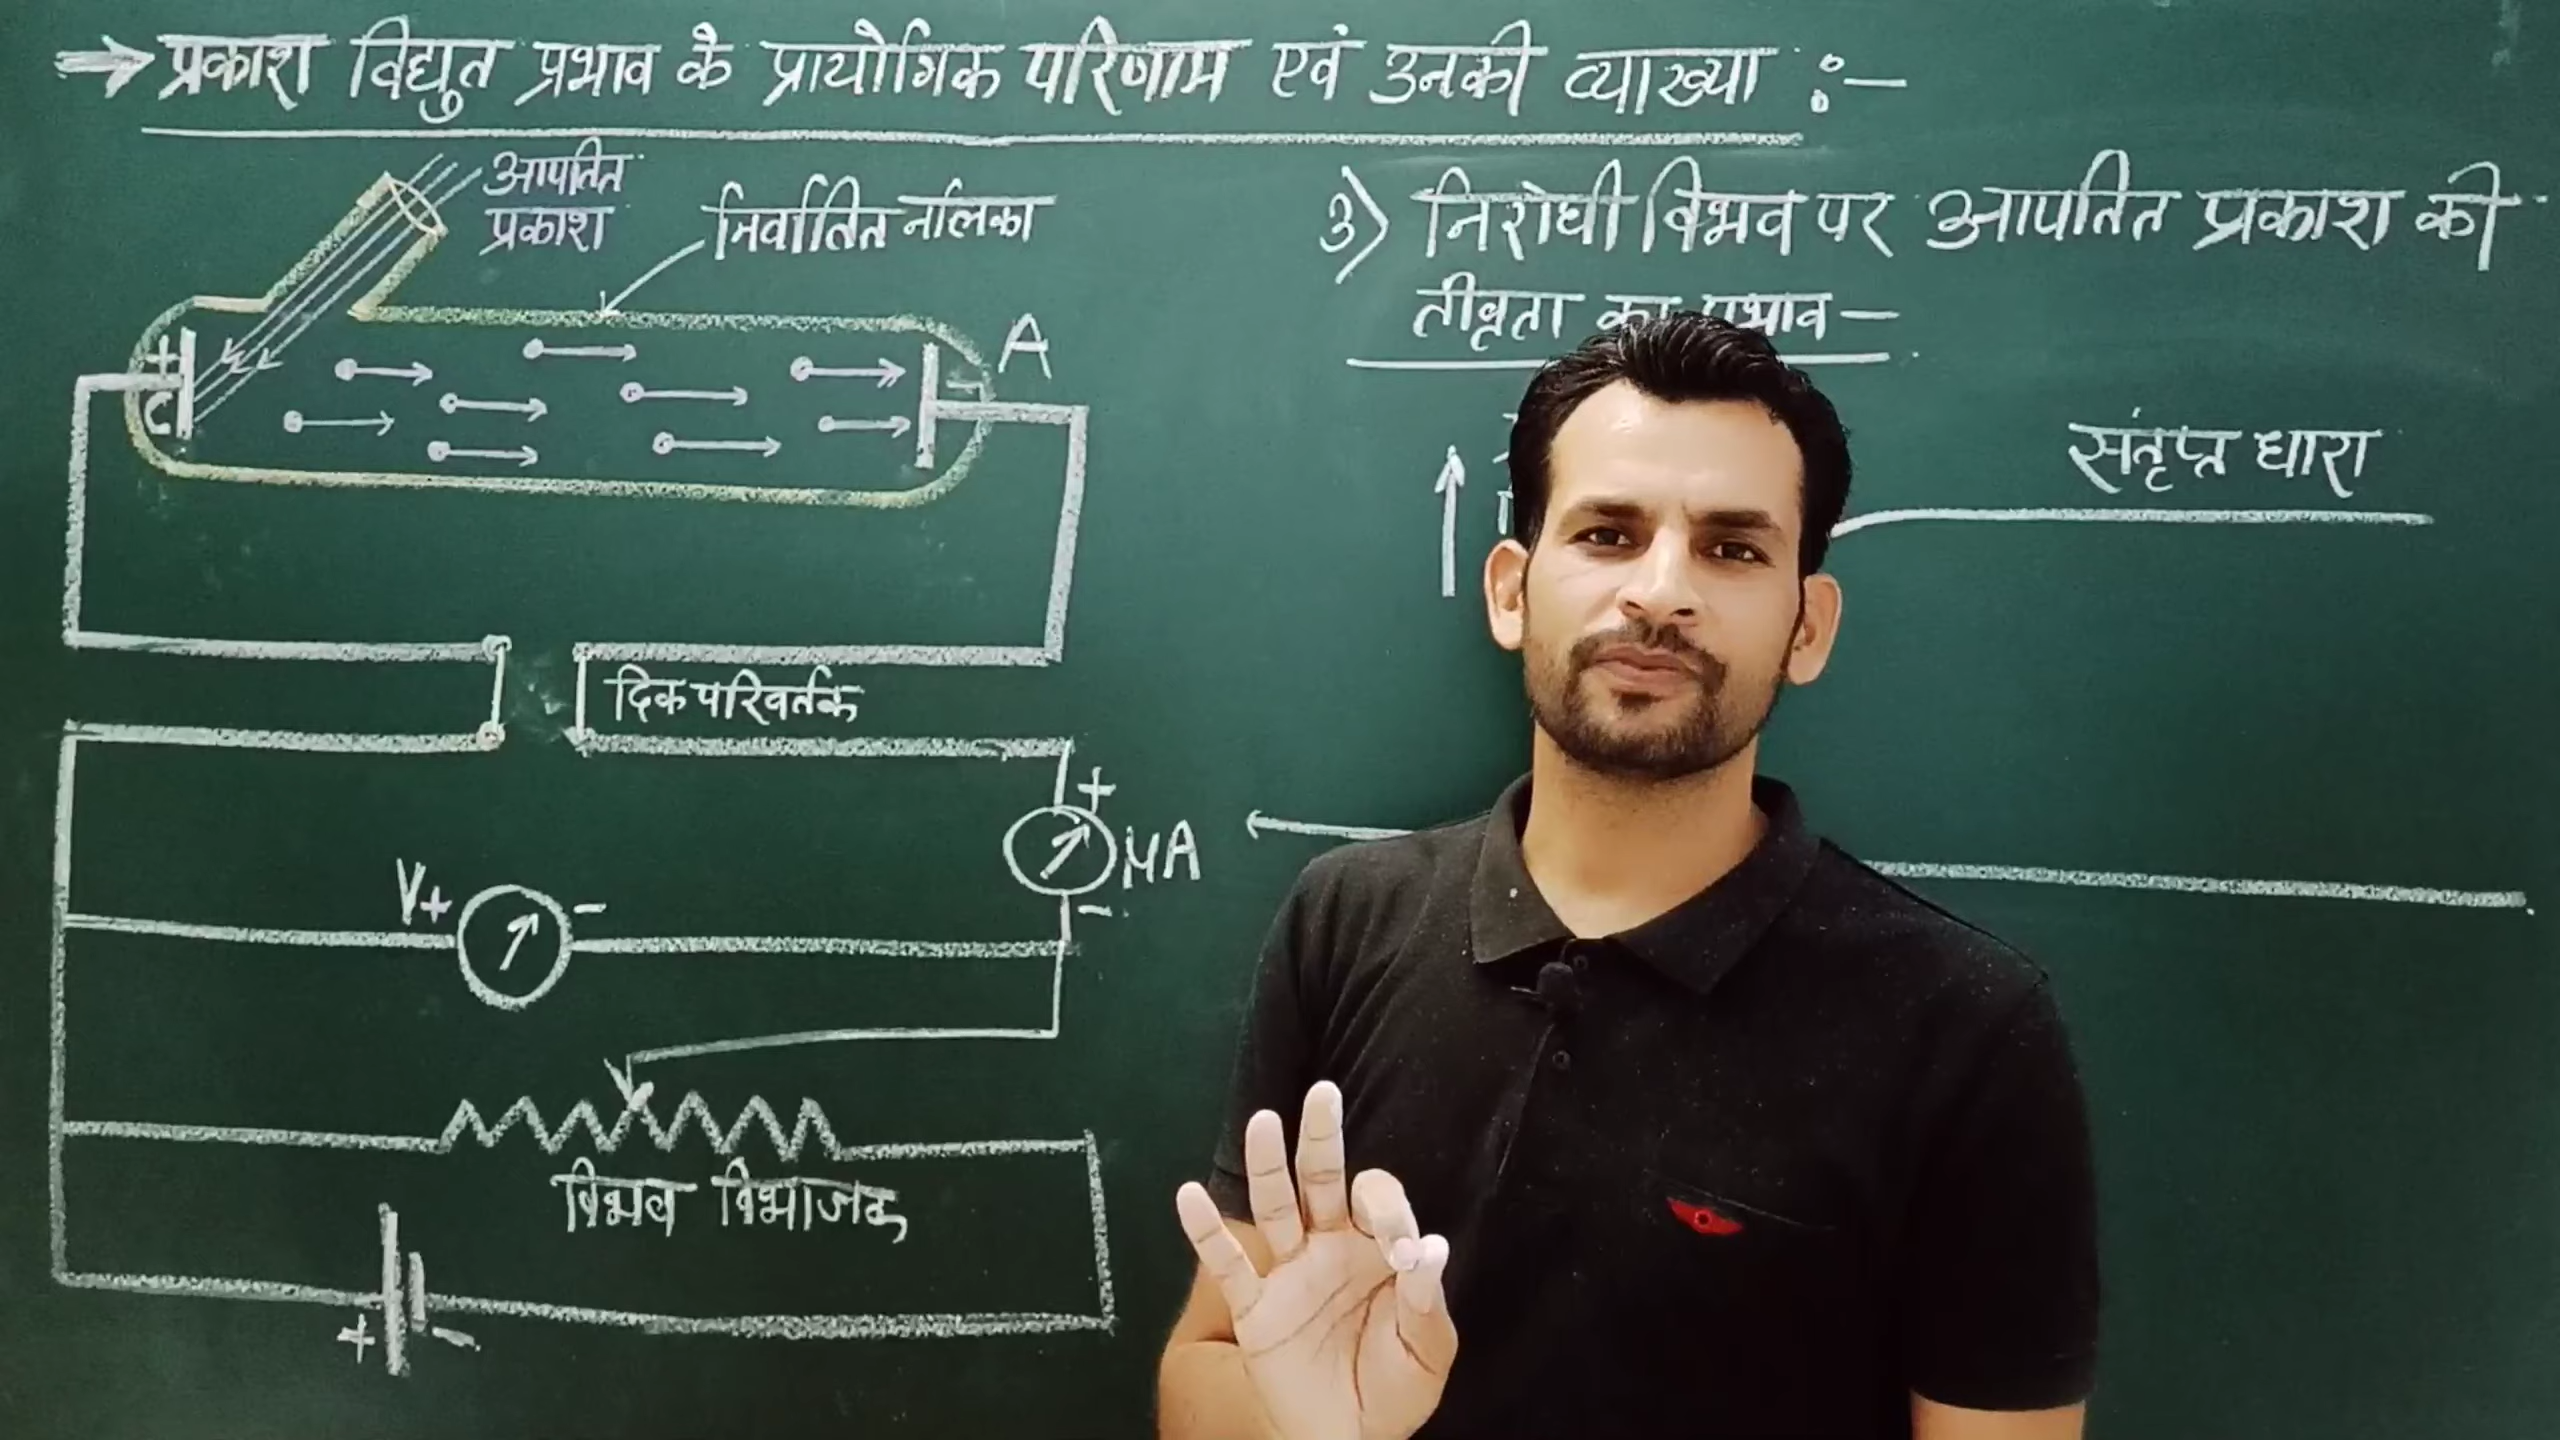 → प्रकाश विद्युत प्रभाव के प्रायोगिक परिणाम एवं उनकी व्याख्या :—
आपतित
प्रकाश
निर्वातित नलिका
3) निरोधी विभव पर आपतित प्रकाश की
तीव्रता का प्रभाव—
+
C
A
-
संतृप्त धारा
दिक परिवर्तक
+
μA
-
V+
-
विभव विभाजक
+
-